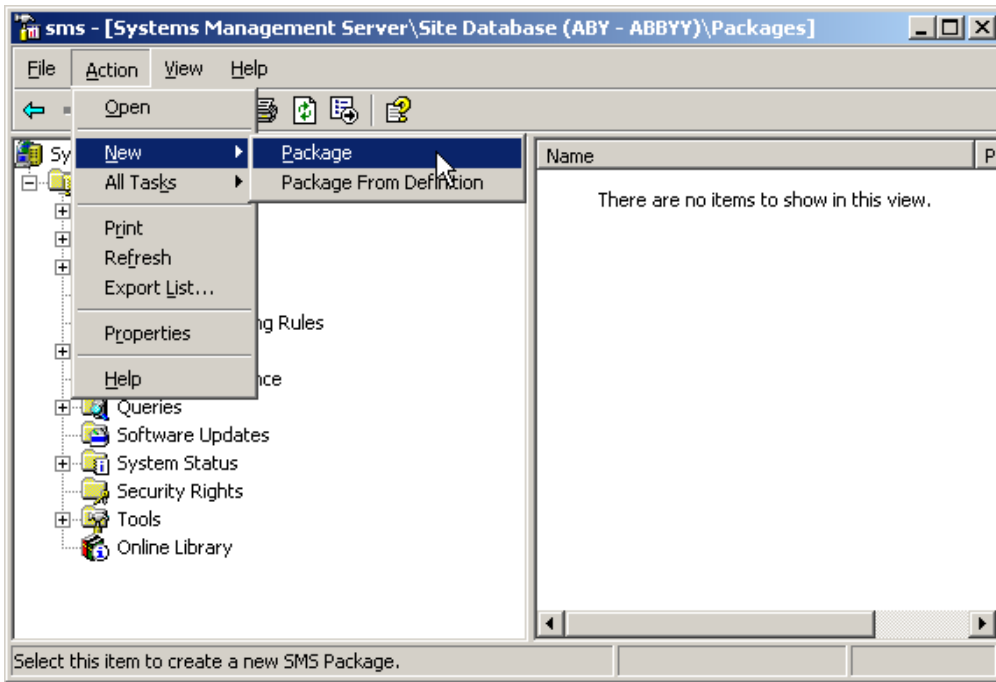 sms - [Systems Management Server\Site Database (ABY - ABBYY)\Packages]
File Action View Help
Open
New Package
All Tasks Package From Definition
Print
Refresh
Export List...
Properties
Help
Sy
ng Rules
nce
Queries
Software Updates
System Status
Security Rights
Tools
Online Library
Name P
There are no items to show in this view.
Select this item to create a new SMS Package.